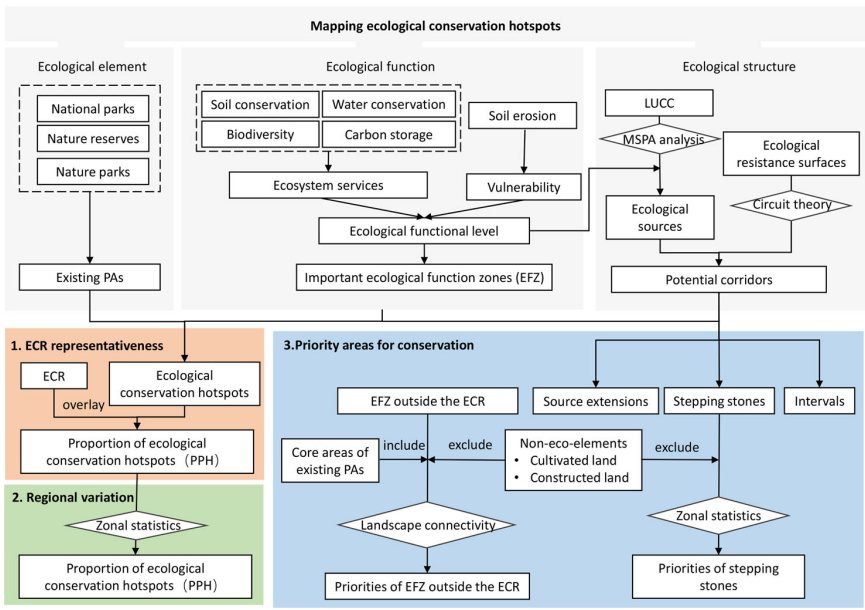 Mapping ecological conservation hotspots
Ecological element
National parks
Nature reserves
Nature parks
Existing PAs
Ecological function
Soil conservation
Water conservation
Biodiversity
Carbon storage
Soil erosion
Ecosystem services
Vulnerability
Ecological functional level
Important ecological function zones (EFZ)
Ecological structure
LUCC
MSPA analysis
Ecological
resistance surfaces
Ecological
sources
Circuit theory
Potential corridors
1. ECR representativeness
ECR
Ecological
conservation hotspots
overlay
Proportion of ecological
conservation hotspots（PPH）
2. Regional variation
Zonal statistics
Proportion of ecological
conservation hotspots（PPH）
3.Priority areas for conservation
EFZ outside the ECR
Source extensions
Stepping stones
Intervals
Core areas of
existing PAs
include
exclude
Non-eco-elements
• Cultivated land
• Constructed land
exclude
Landscape connectivity
Zonal statistics
Priorities of EFZ outside the ECR
Priorities of stepping
stones